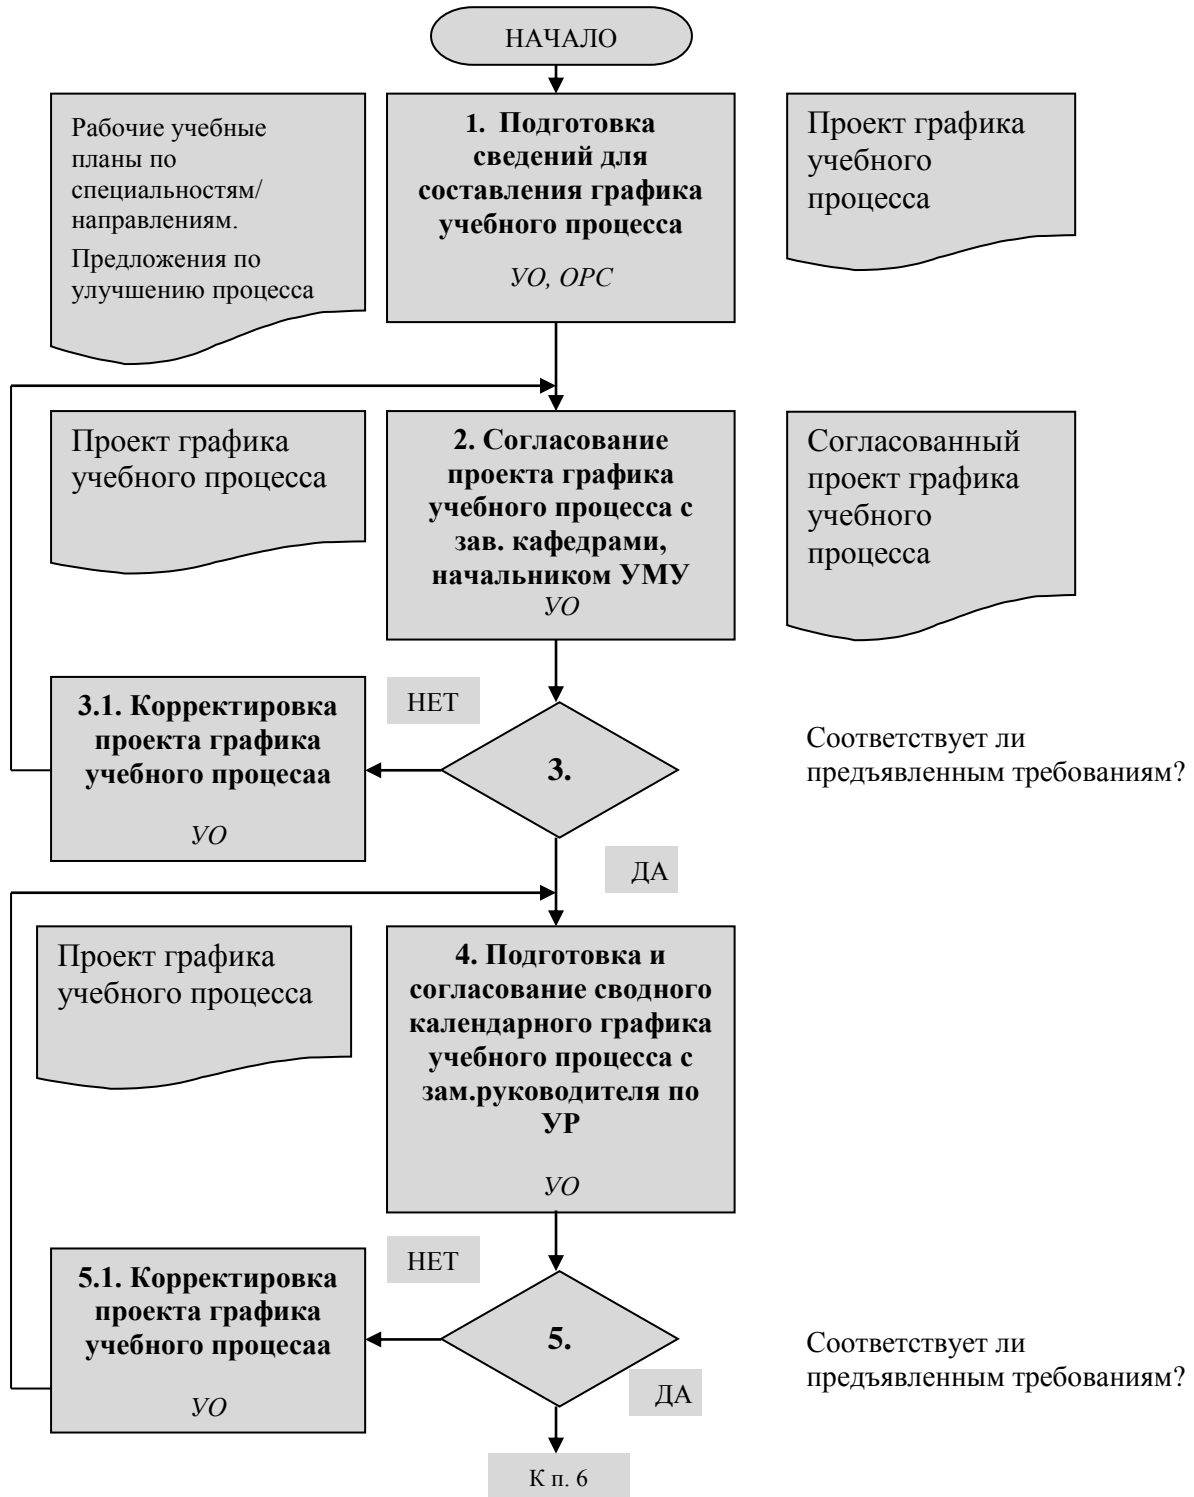 НАЧАЛО
Рабочие учебные
планы по
специальностям/
направлениям.
Предложения по
улучшению процесса
1. Подготовка
сведений для
составления графика
учебного процесса
УО, ОРС
Проект графика
учебного
процесса
Проект графика
учебного процесса
2. Согласование
проекта графика
учебного процесса с
зав. кафедрами,
начальником УМУ
УО
Согласованный
проект графика
учебного
процесса
3.1. Корректировка
проекта графика
учебного процесаа
УО
НЕТ
3.
Соответствует ли
предъявленным требованиям?
ДА
Проект графика
учебного процесса
4. Подготовка и
согласование сводного
календарного графика
учебного процесса с
зам.руководителя по
УР
УО
5.1. Корректировка
проекта графика
учебного процесаа
УО
НЕТ
5.
Соответствует ли
предъявленным требованиям?
ДА
К п. 6